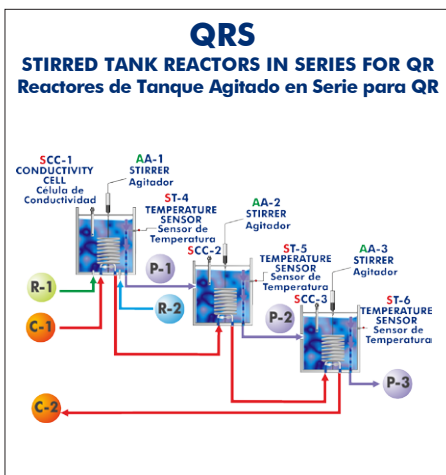 QRS
STIRRED TANK REACTORS IN SERIES FOR QR
Reactores de Tanque Agitado en Serie para QR
SCC-1
CONDUCTIVITY
CELL
Célula de
Conductividad
AA-1
STIRRER
Agitador
ST-4
TEMPERATURE
SENSOR
Sensor de
Temperatura
SCC-2
AA-2
STIRRER
Agitador
ST-5
TEMPERATURE
SENSOR
Sensor de
Temperatura
SCC-3
AA-3
STIRRER
Agitador
ST-6
TEMPERATURE
SENSOR
Sensor de
Temperatura
R-1
P-1
R-2
C-1
P-2
P-3
C-2